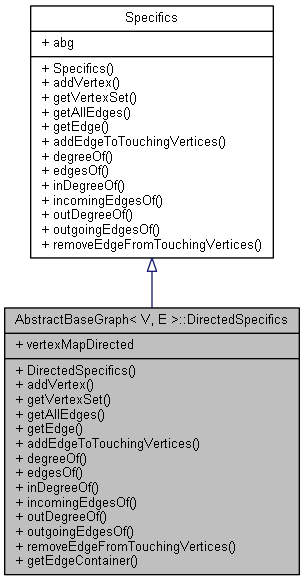 Specifics
+ abg
+ Specifics()
+ addVertex()
+ getVertexSet()
+ getAllEdges()
+ getEdge()
+ addEdgeToTouchingVertices()
+ degreeOf()
+ edgesOf()
+ inDegreeOf()
+ incomingEdgesOf()
+ outDegreeOf()
+ outgoingEdgesOf()
+ removeEdgeFromTouchingVertices()
AbstractBaseGraph< V, E >::DirectedSpecifics
+ vertexMapDirected
+ DirectedSpecifics()
+ addVertex()
+ getVertexSet()
+ getAllEdges()
+ getEdge()
+ addEdgeToTouchingVertices()
+ degreeOf()
+ edgesOf()
+ inDegreeOf()
+ incomingEdgesOf()
+ outDegreeOf()
+ outgoingEdgesOf()
+ removeEdgeFromTouchingVertices()
+ getEdgeContainer()